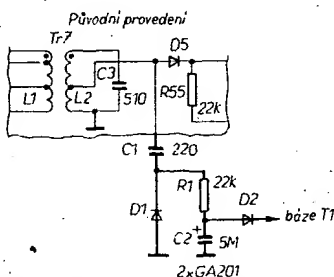 Původní provedení
Tr7
D5
C3
L1
L2
510
R55
22k
C1
220
R1
22k
D1
D2
báze T1
C2
+
5M
2xGA201